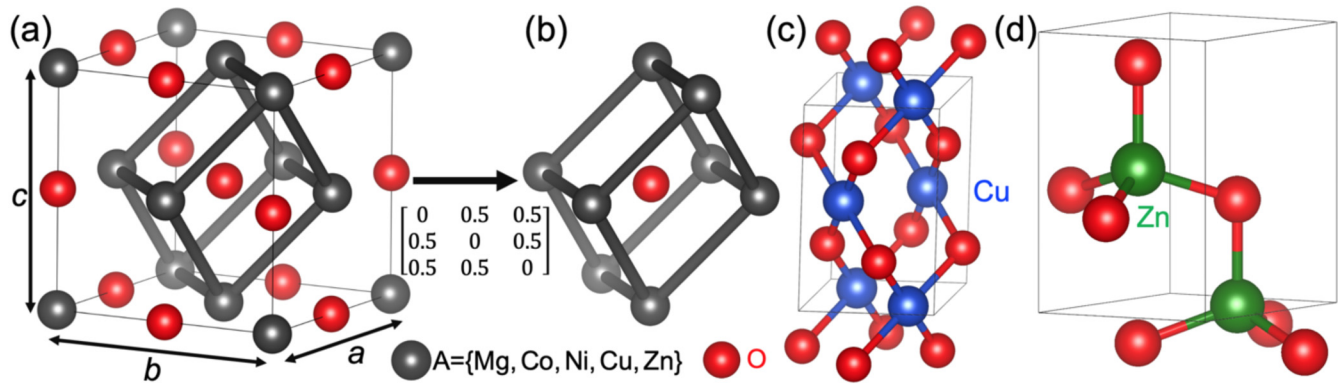 (a)
(b)
(c)
(d)
c
Cu
Zn
[0 0.5 0.5
0.5 0 0.5
0.5 0.5 0]
b
a
A={Mg, Co, Ni, Cu, Zn}
O